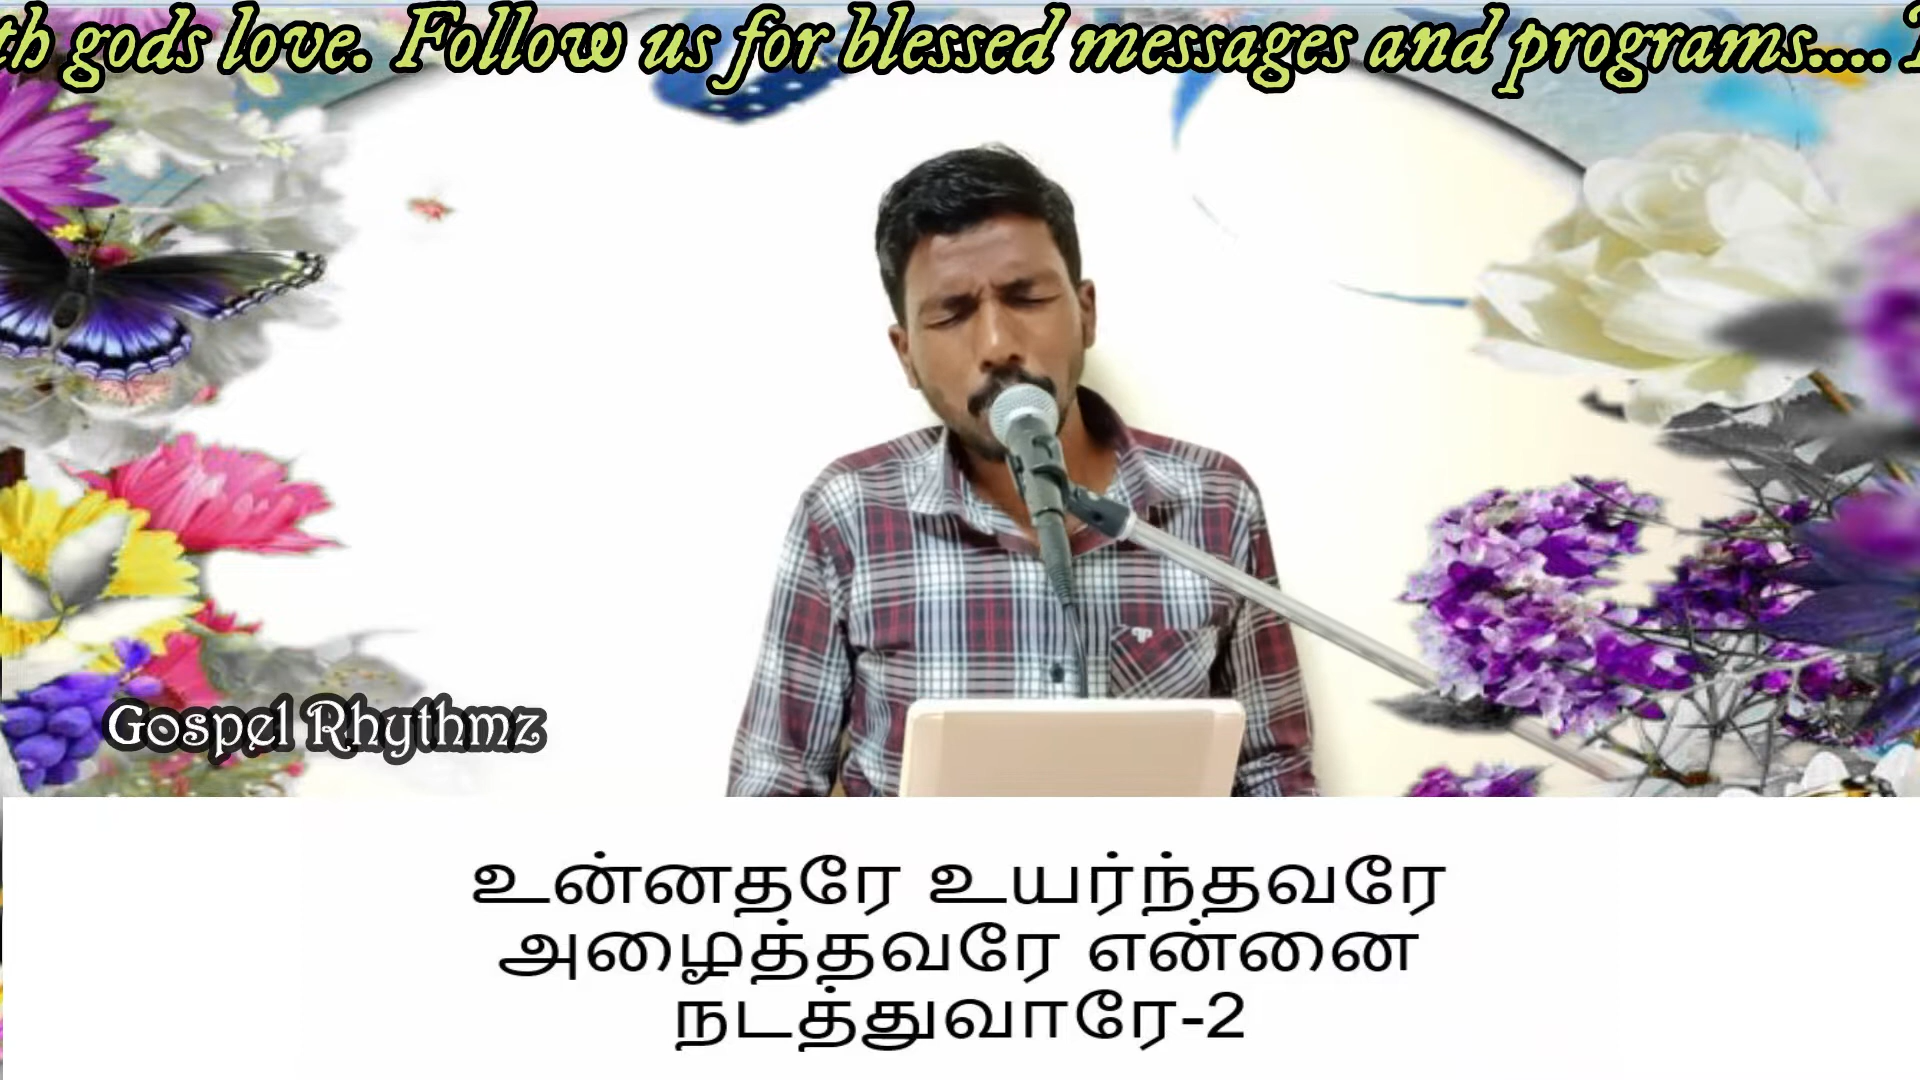 th gods love. Follow us for blessed messages and programs....
Gospel Rhythmz
உன்னதரே உயர்ந்தவரே
அழைத்தவரே என்னை
நடத்துவாரே-2